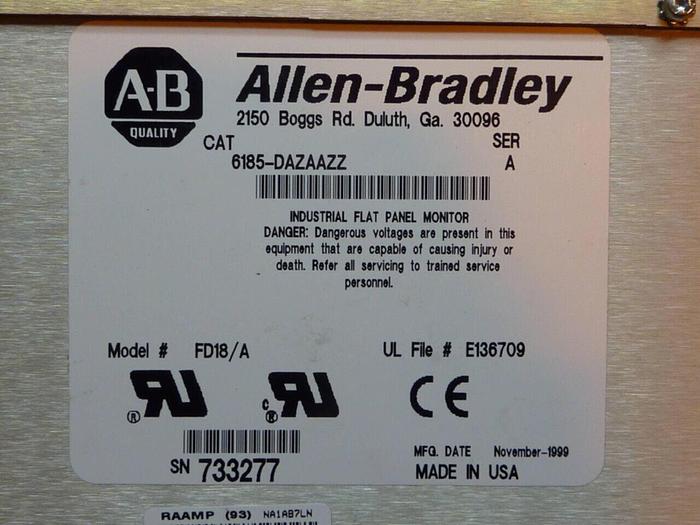 A-B
QUALITY
Allen-Bradley
2150 Boggs Rd. Duluth, Ga. 30096
CAT SER
6185-DAZAAZZ A
INDUSTRIAL FLAT PANEL MONITOR
DANGER: Dangerous voltages are present in this
equipment that are capable of causing injury or
death. Refer all servicing to trained service
personnel.
Model # FD18/A UL File # E136709
RU ® c RU ® CE
MFG. DATE November-1999
SN 733277 MADE IN USA
RAAMP (93) NA1AB7LN